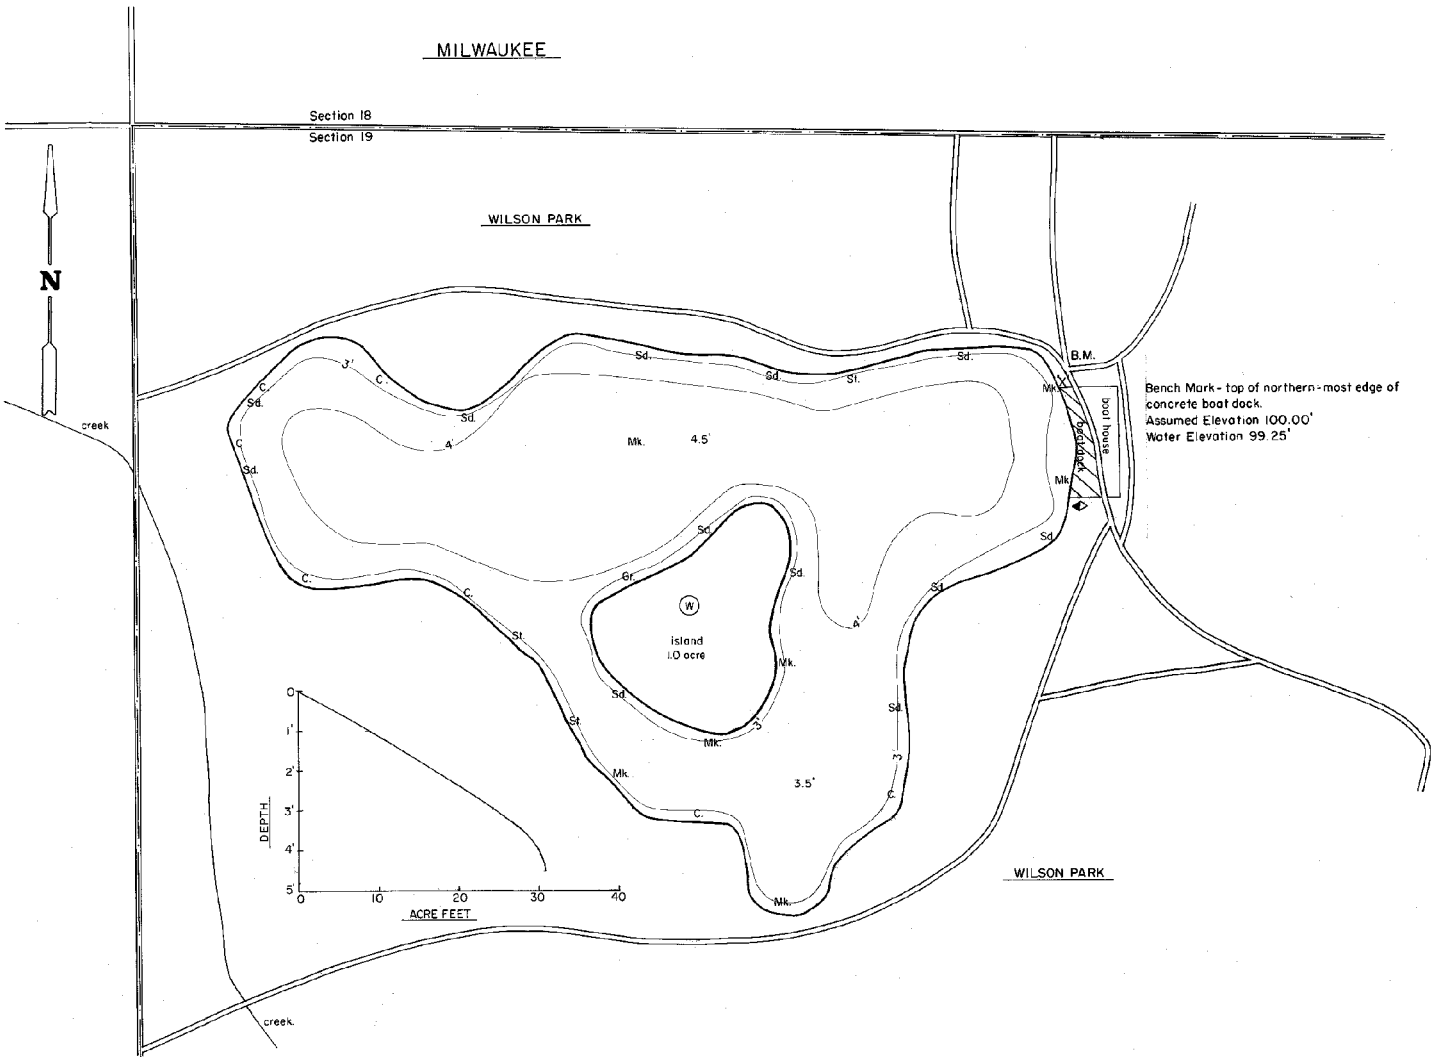 MILWAUKEE
Section 18
Section 19
WILSON PARK
N
creek
3'
C.
C.
Sd.
Sd.
4'
C
Sd.
Sd.
Sd.
St.
Sd.
Mk.
4.5'
B.M.
Mk.
boat house
boat dock
Mk
Bench Mark - top of northern-most edge of
concrete boat dock.
Assumed Elevation 100.00'
Water Elevation 99.25'
Sd.
Sd.
Gr.
Sd.
Sd.
C.
C.
St.
W
island
1.0 acre
4'
Mk.
Sd.
Sd.
St.
3'
Mk.
Mk.
3'
3.5'
C.
C.
Mk.
WILSON PARK
0
1'
2'
3'
4'
5'
DEPTH
0 10 20 30 40
ACRE FEET
creek.